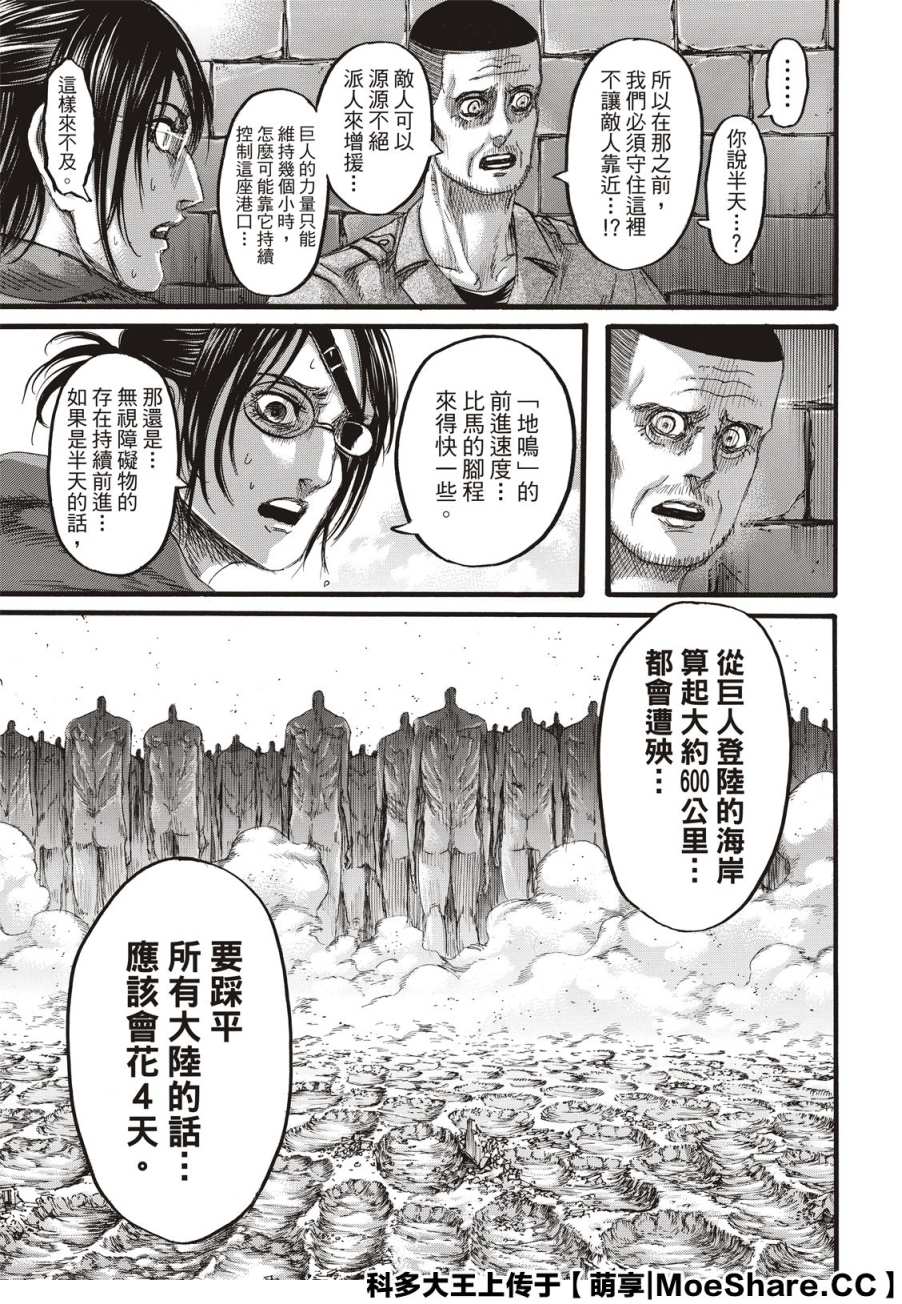 ……
你說半天…?
所以在那之前，
我們必須守住這裡
不讓敵人靠近…!?
敵人可以
源源不絕
派人來增援…
巨人的力量只能
維持幾個小時，
怎麼可能靠它持續
控制這座港口…
這樣來不及。
「地鳴」的
前進速度…
比馬的腳程
來得快一些。
那還是…
無視障礙物的
存在持續前進…
如果是半天的話，
從巨人登陸的海岸
算起大約600公里…
都會遭殃…
要踩平
所有大陸的話…
應該會花4天。
科多大王上传于【萌享|MoeShare.CC】